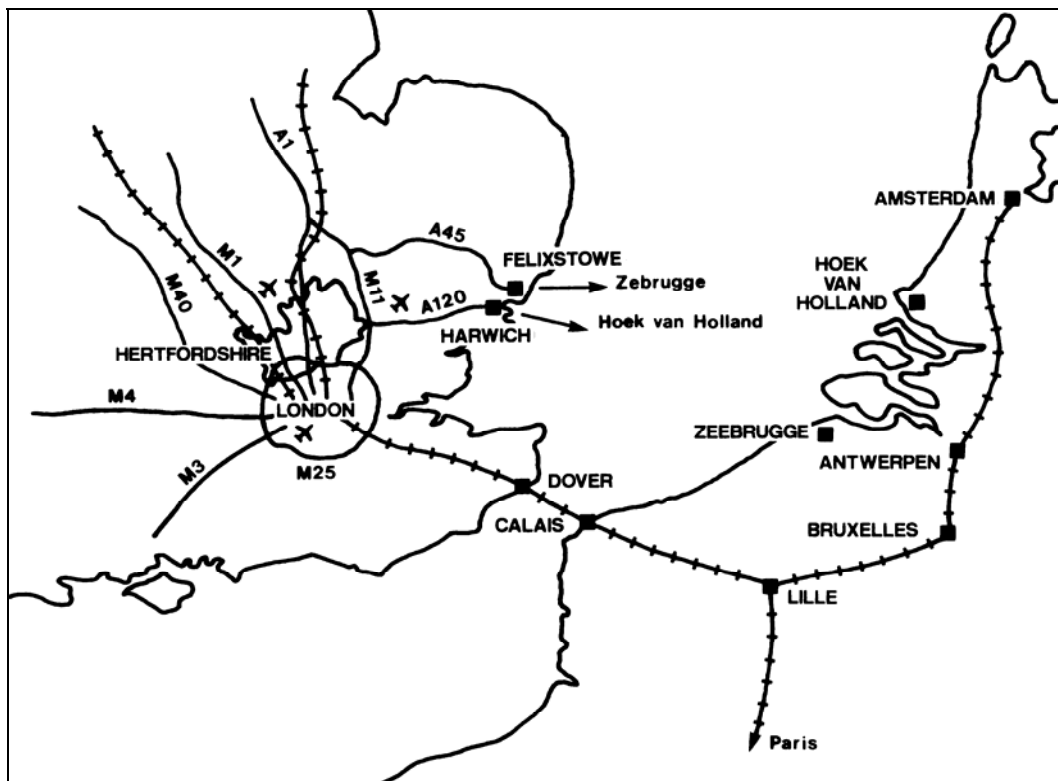 A1
M1
M40
A45
M11
A120
FELIXSTOWE
Zebrugge
HARWICH
Hoek van Holland
HERTFORDSHIRE
LONDON
M4
M3
M25
AMSTERDAM
HOEK
VAN
HOLLAND
ZEEBRUGGE
ANTWERPEN
DOVER
CALAIS
BRUXELLES
LILLE
Paris